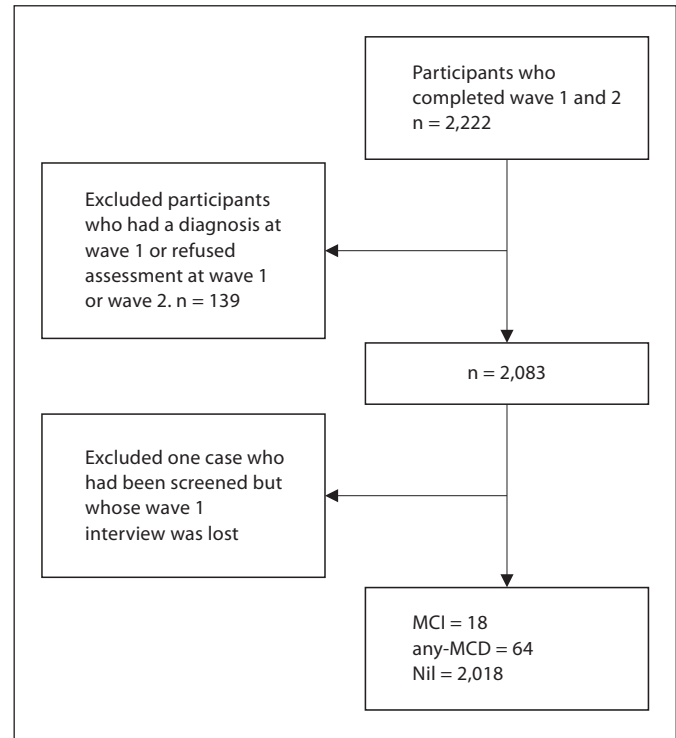 Participants who
completed wave 1 and 2
n = 2,222
Excluded participants
who had a diagnosis at
wave 1 or refused
assessment at wave 1
or wave 2. n = 139
n = 2,083
Excluded one case who
had been screened but
whose wave 1
interview was lost
MCI = 18
any-MCD = 64
Nil = 2,018